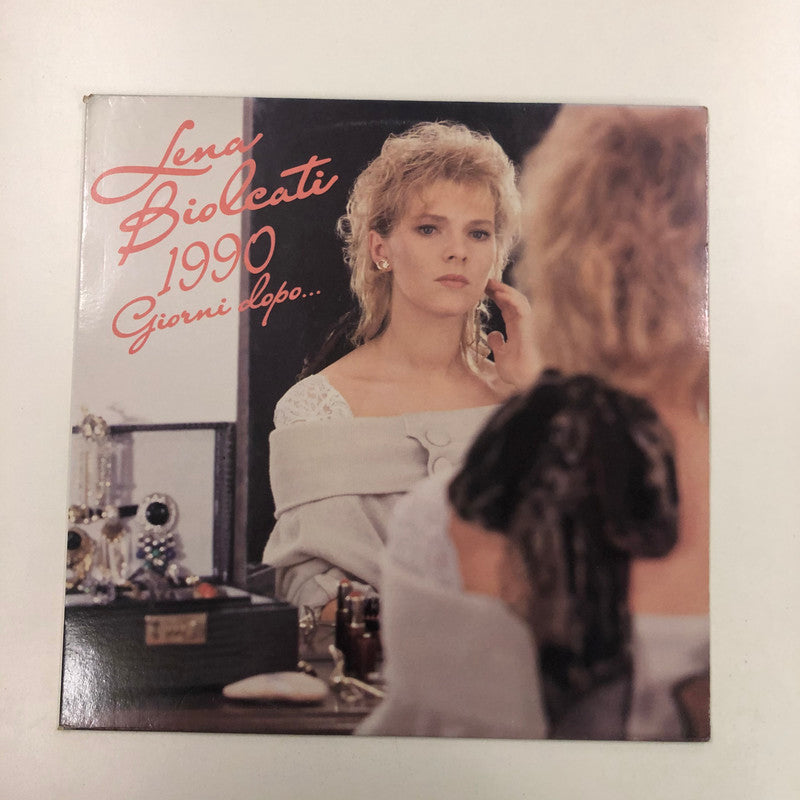 Lena
Biolcati
1990
Giorni dopo...